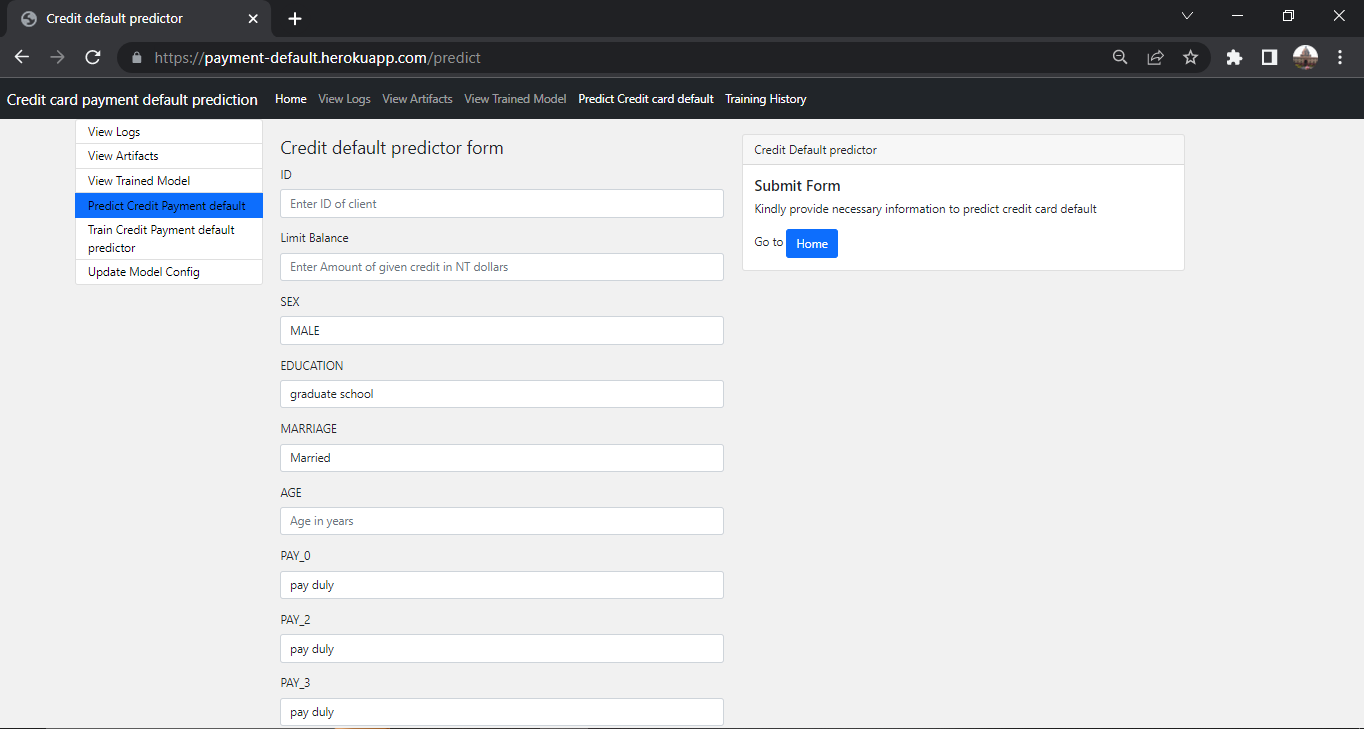 Credit default predictor
https://payment-default.herokuapp.com/predict
Credit card payment default prediction Home View Logs View Artifacts View Trained Model Predict Credit card default Training History
View Logs
View Artifacts
View Trained Model
Predict Credit Payment default
Train Credit Payment default
predictor
Update Model Config
Credit default predictor form
ID
Enter ID of client
Limit Balance
Enter Amount of given credit in NT dollars
SEX
MALE
EDUCATION
graduate school
MARRIAGE
Married
AGE
Age in years
PAY_0
pay duly
PAY_2
pay duly
PAY_3
pay duly
Credit Default predictor
Submit Form
Kindly provide necessary information to predict credit card default
Go to Home